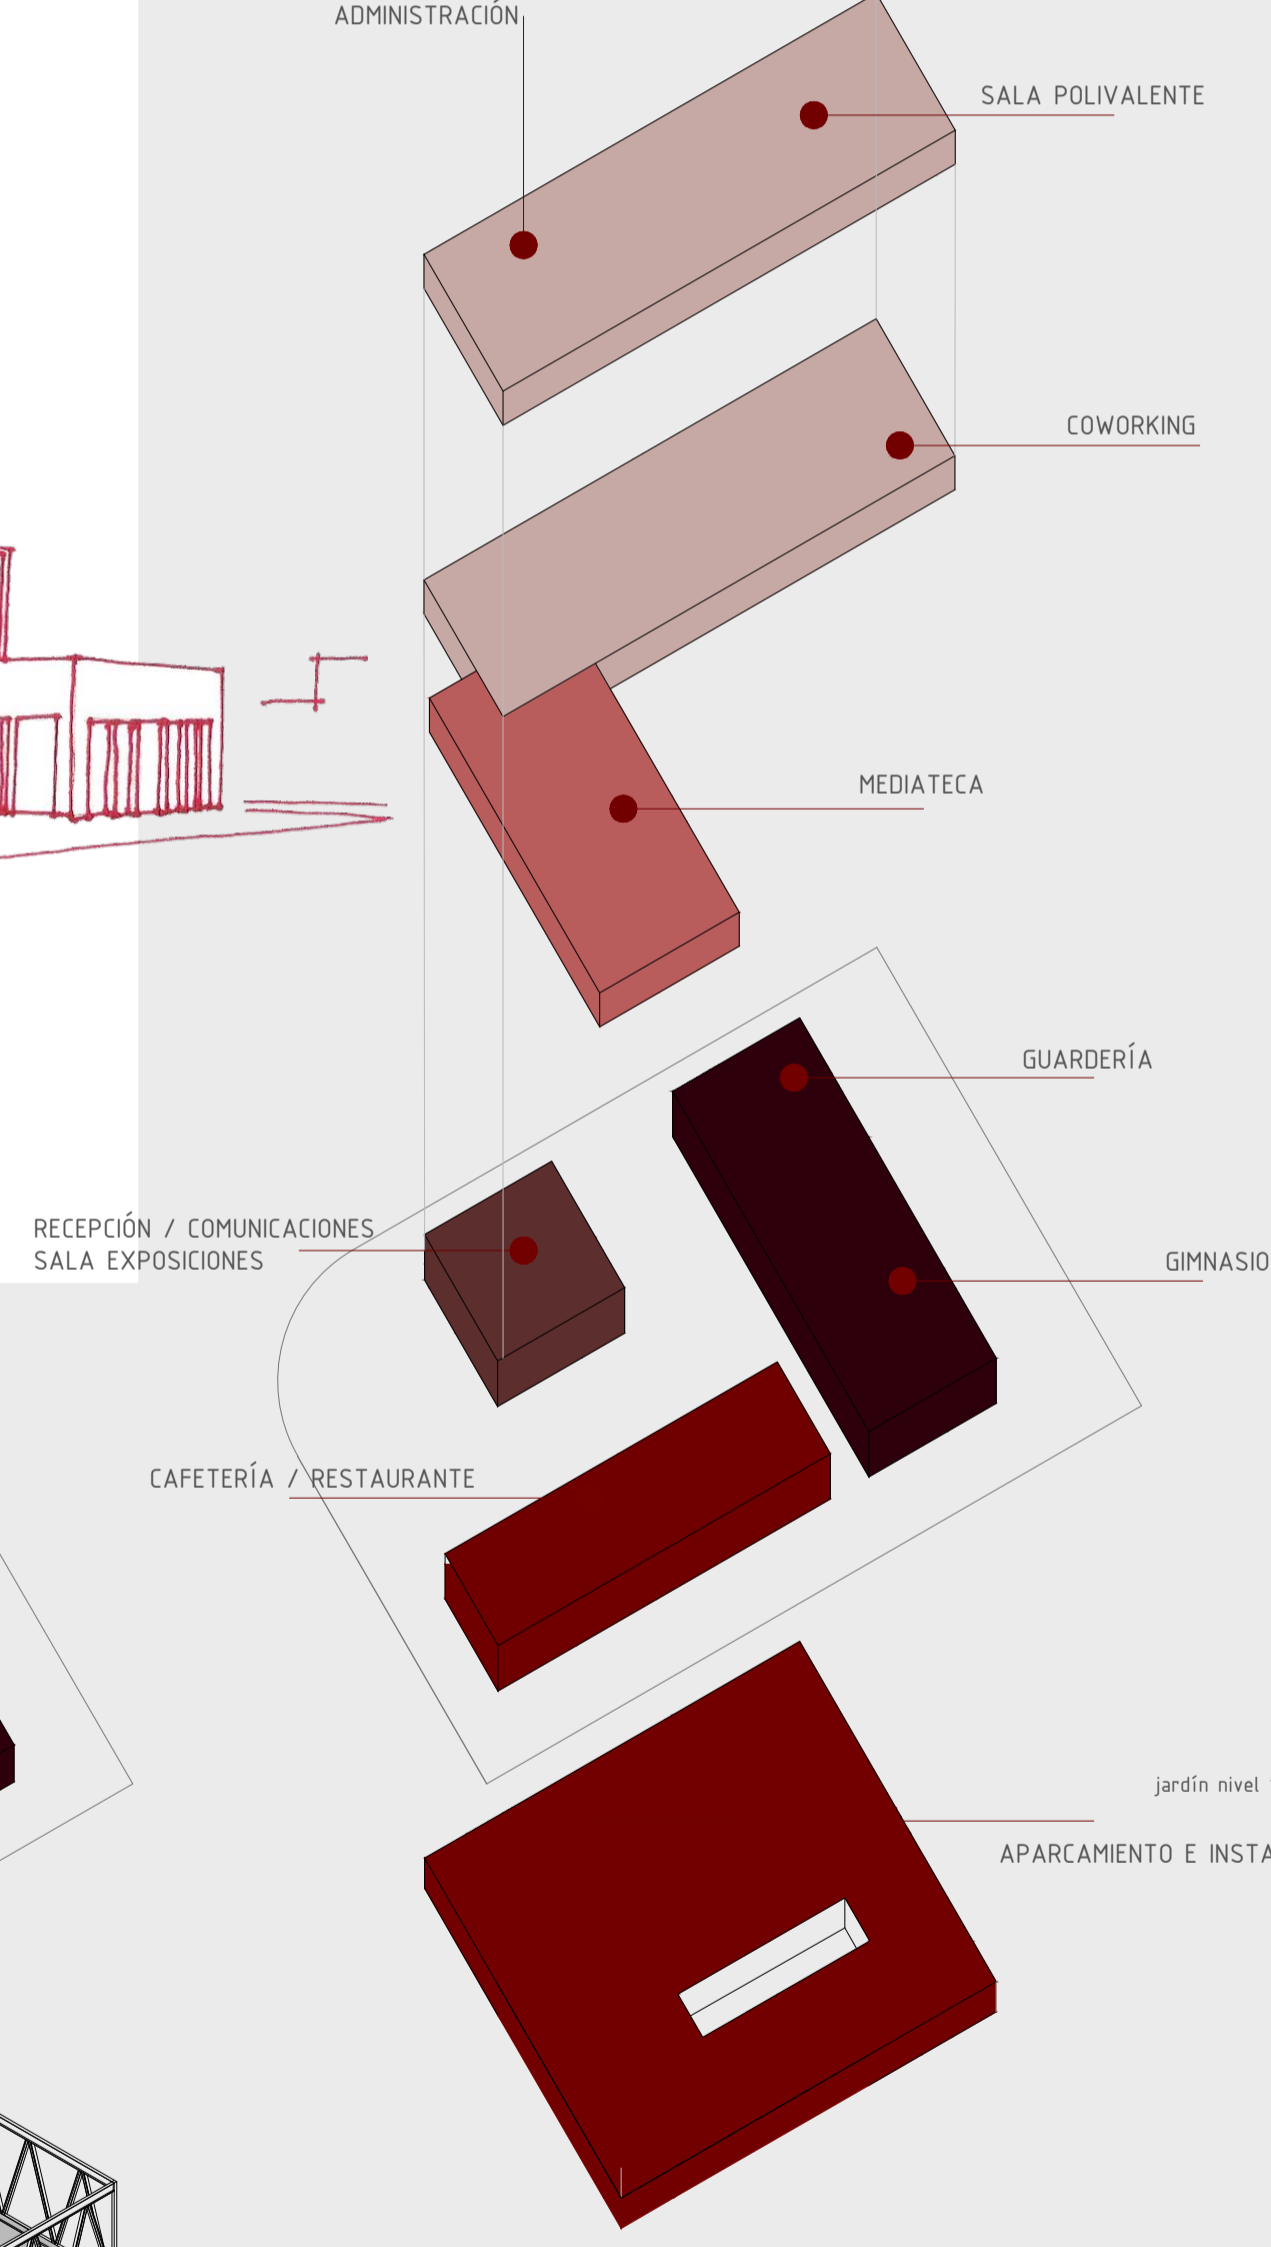 ADMINISTRACIÓN
SALA POLIVALENTE
COWORKING
MEDIATECA
GUARDERÍA
RECEPCIÓN / COMUNICACIONES
SALA EXPOSICIONES
GIMNASIO
CAFETERÍA / RESTAURANTE
jardín nivel
APARCAMIENTO E INSTA